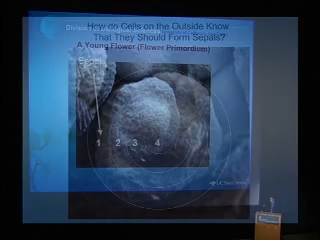 Divisio
How do Cells on the Outside Know
That They Should Form Sepals?
A Young Flower (Flower Primordium)
Sepal
1 2 3 4